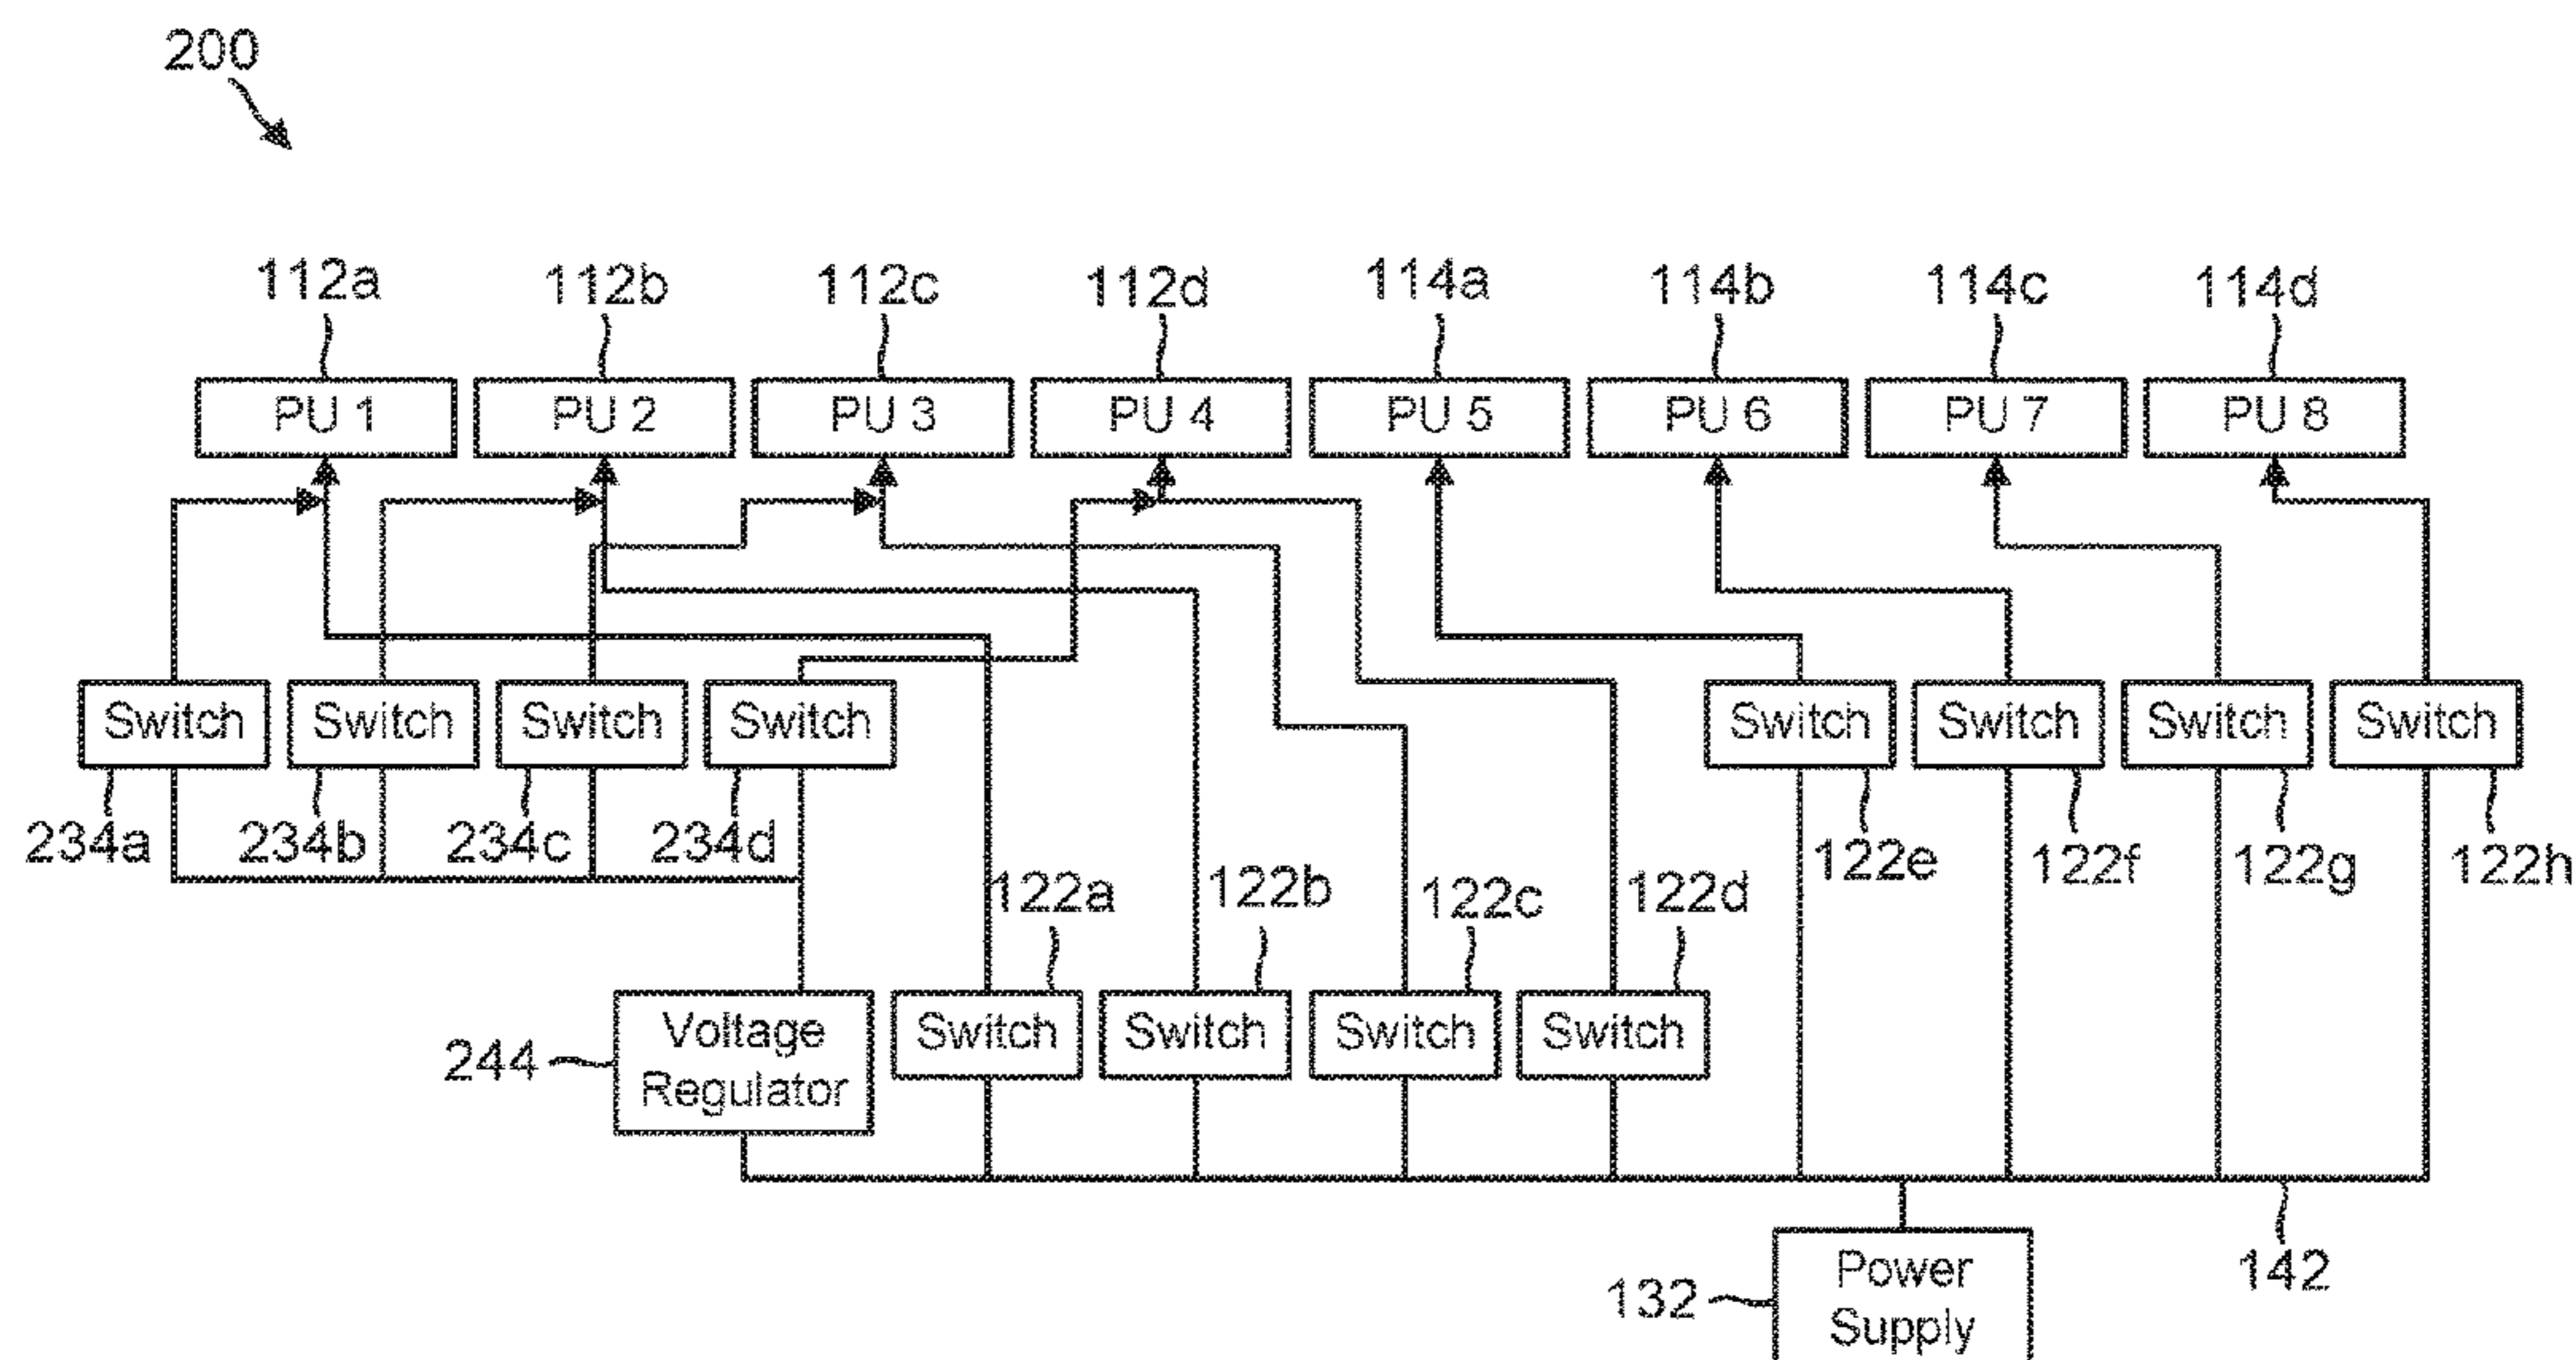 200
112a 112b 112c 112d 114a 114b 114c 114d
PU 1 PU 2 PU 3 PU 4 PU 5 PU 6 PU 7 PU 8
Switch Switch Switch Switch Switch Switch Switch Switch
234a 234b 234c 234d 122e 122f 122g 122h
122a 122b 122c 122d
244 Voltage Regulator Switch Switch Switch Switch
132 Power Supply 142